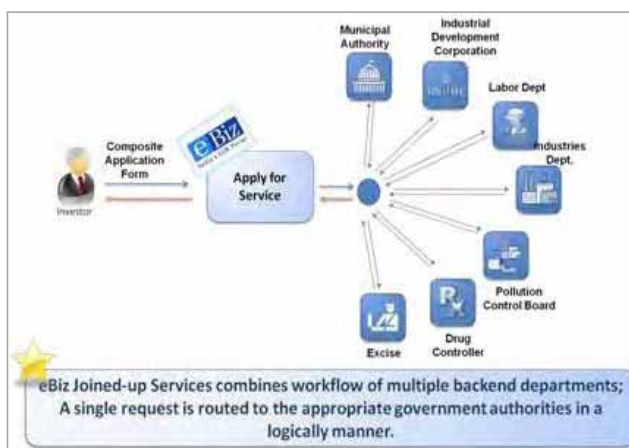 Municipal
Authority
Industrial
Development
Corporation
Labor Dept
Industries
Dept.
Composite
Application
Form
eBiz
Apply for
Service
Investor
Pollution
Control Board
Drug
Controller
Excise
eBiz Joined-up Services combines workflow of multiple backend departments;
A single request is routed to the appropriate government authorities in a
logically manner.